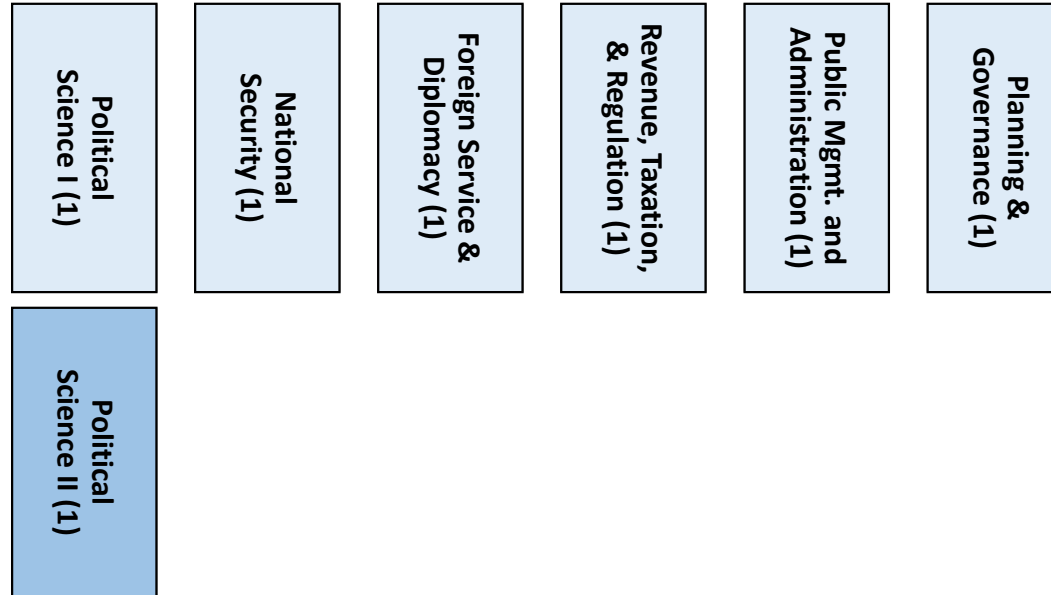 Political
Science I (1)
National
Security (1)
Foreign Service &
Diplomacy (1)
Revenue, Taxation,
& Regulation (1)
Public Mgmt. and
Administration (1)
Planning &
Governance (1)
Political
Science II (1)